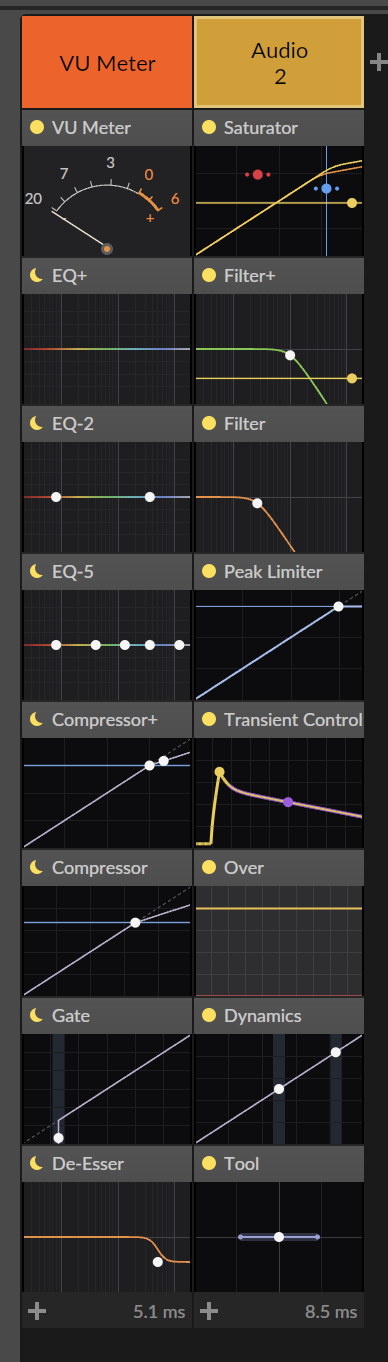 VU Meter
Audio
2
VU Meter
Saturator
20 7 3 0 6
- +
EQ+
Filter+
EQ-2
Filter
EQ-5
Peak Limiter
Compressor+
Transient Control
Compressor
Over
Gate
Dynamics
De-Esser
Tool
+ 5.1 ms
+ 8.5 ms